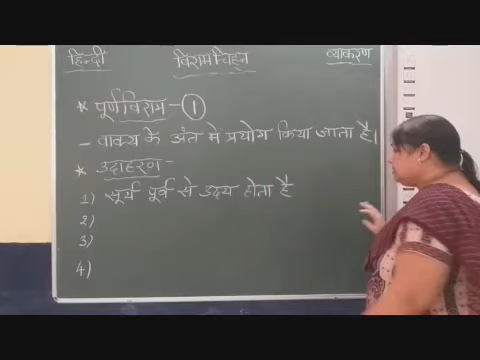 हिन्दी विराम चिह्न व्याकरण
* पूर्ण विराम - (।)
- वाक्य के अंत में प्रयोग किया जाता है।
* उदाहरण -
1) सूर्य पूर्व से उदय होता है
2)
3)
4)